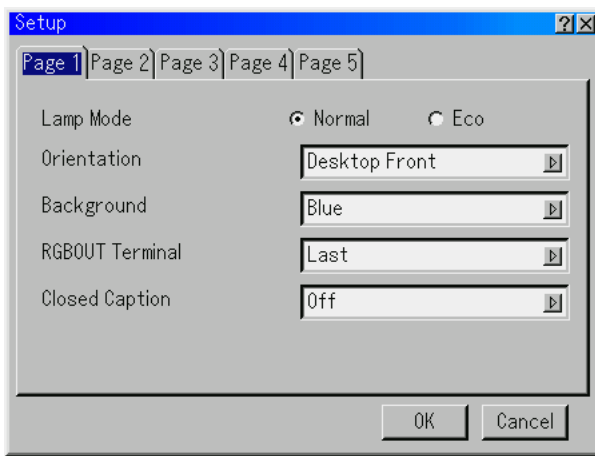 Setup
Page 1 Page 2 Page 3 Page 4 Page 5
Lamp Mode Normal Eco
Orientation Desktop Front
Background Blue
RGBOUT Terminal Last
Closed Caption Off
OK Cancel